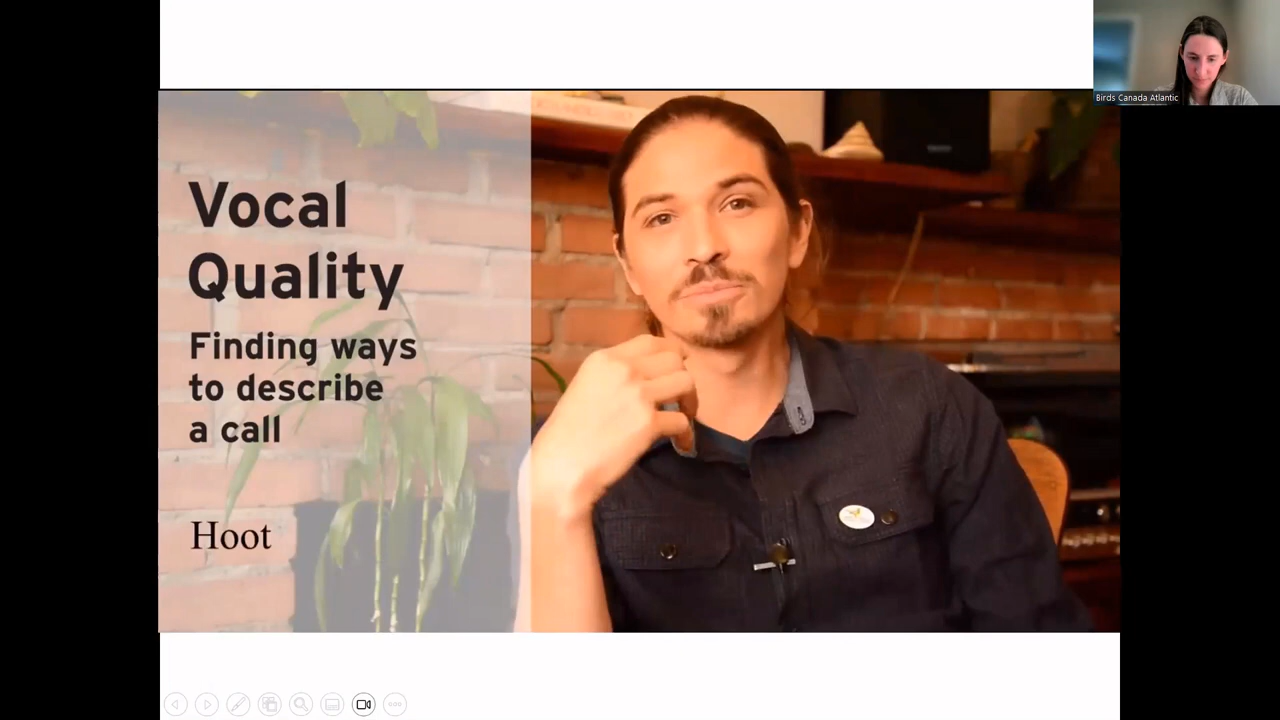 Birds Canada Atlantic
Vocal
Quality
Finding ways
to describe
a call
Hoot